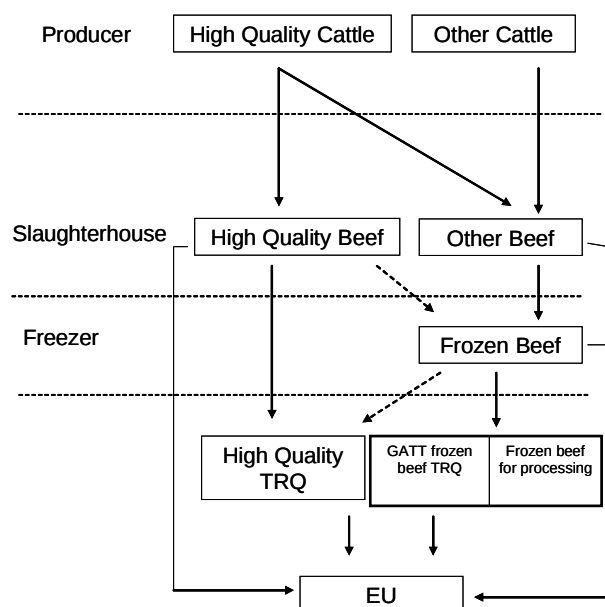 Producer
High Quality Cattle
Other Cattle
Slaughterhouse
High Quality Beef
Other Beef
Freezer
Frozen Beef
High Quality
TRQ
GATT frozen
beef TRQ
Frozen beef
for processing
EU